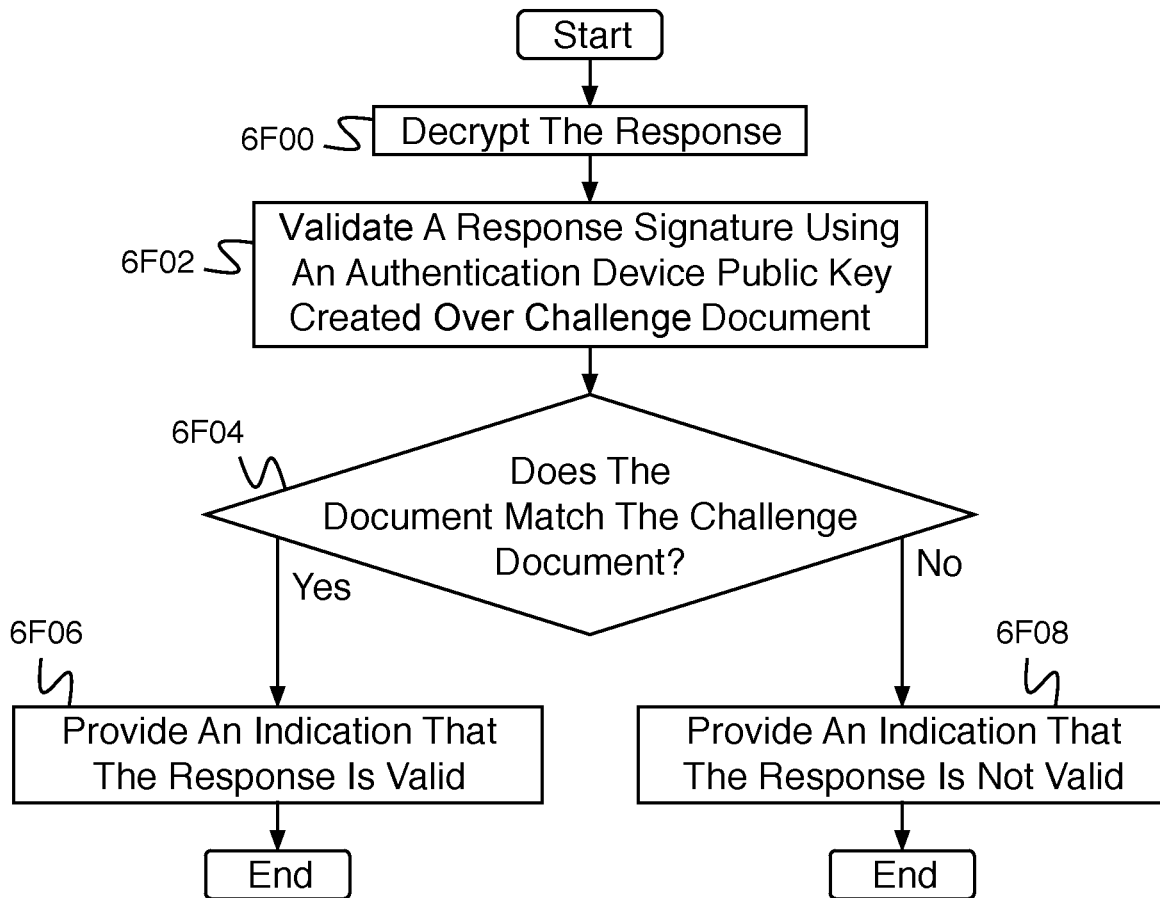 Start
6F00
Decrypt The Response
6F02
Validate A Response Signature Using
An Authentication Device Public Key
Created Over Challenge Document
6F04
Does The
Document Match The Challenge
Document?
Yes
No
6F06
Provide An Indication That
The Response Is Valid
End
6F08
Provide An Indication That
The Response Is Not Valid
End